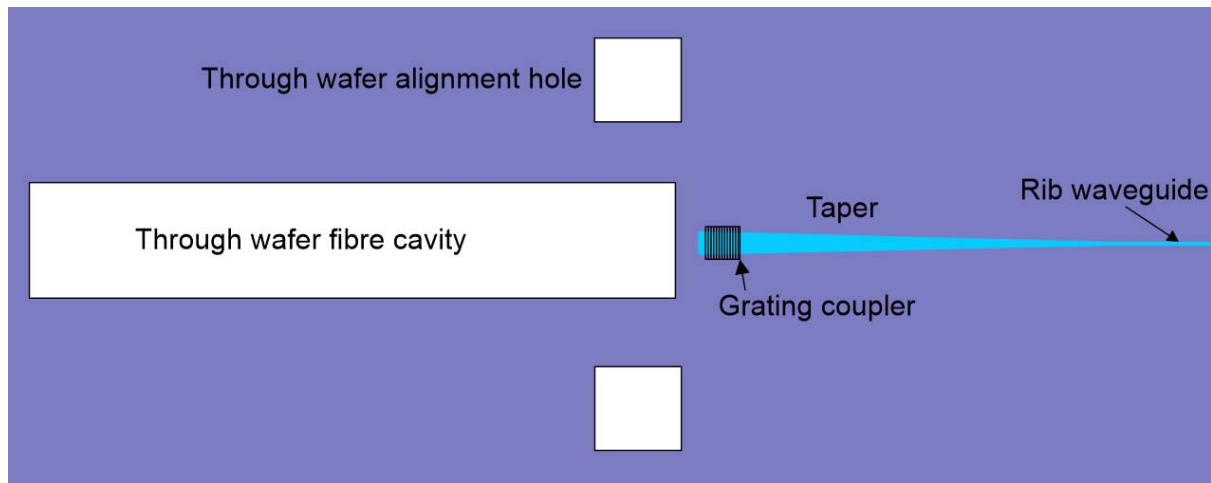 Through wafer alignment hole
Through wafer fibre cavity
Taper
Rib waveguide
Grating coupler